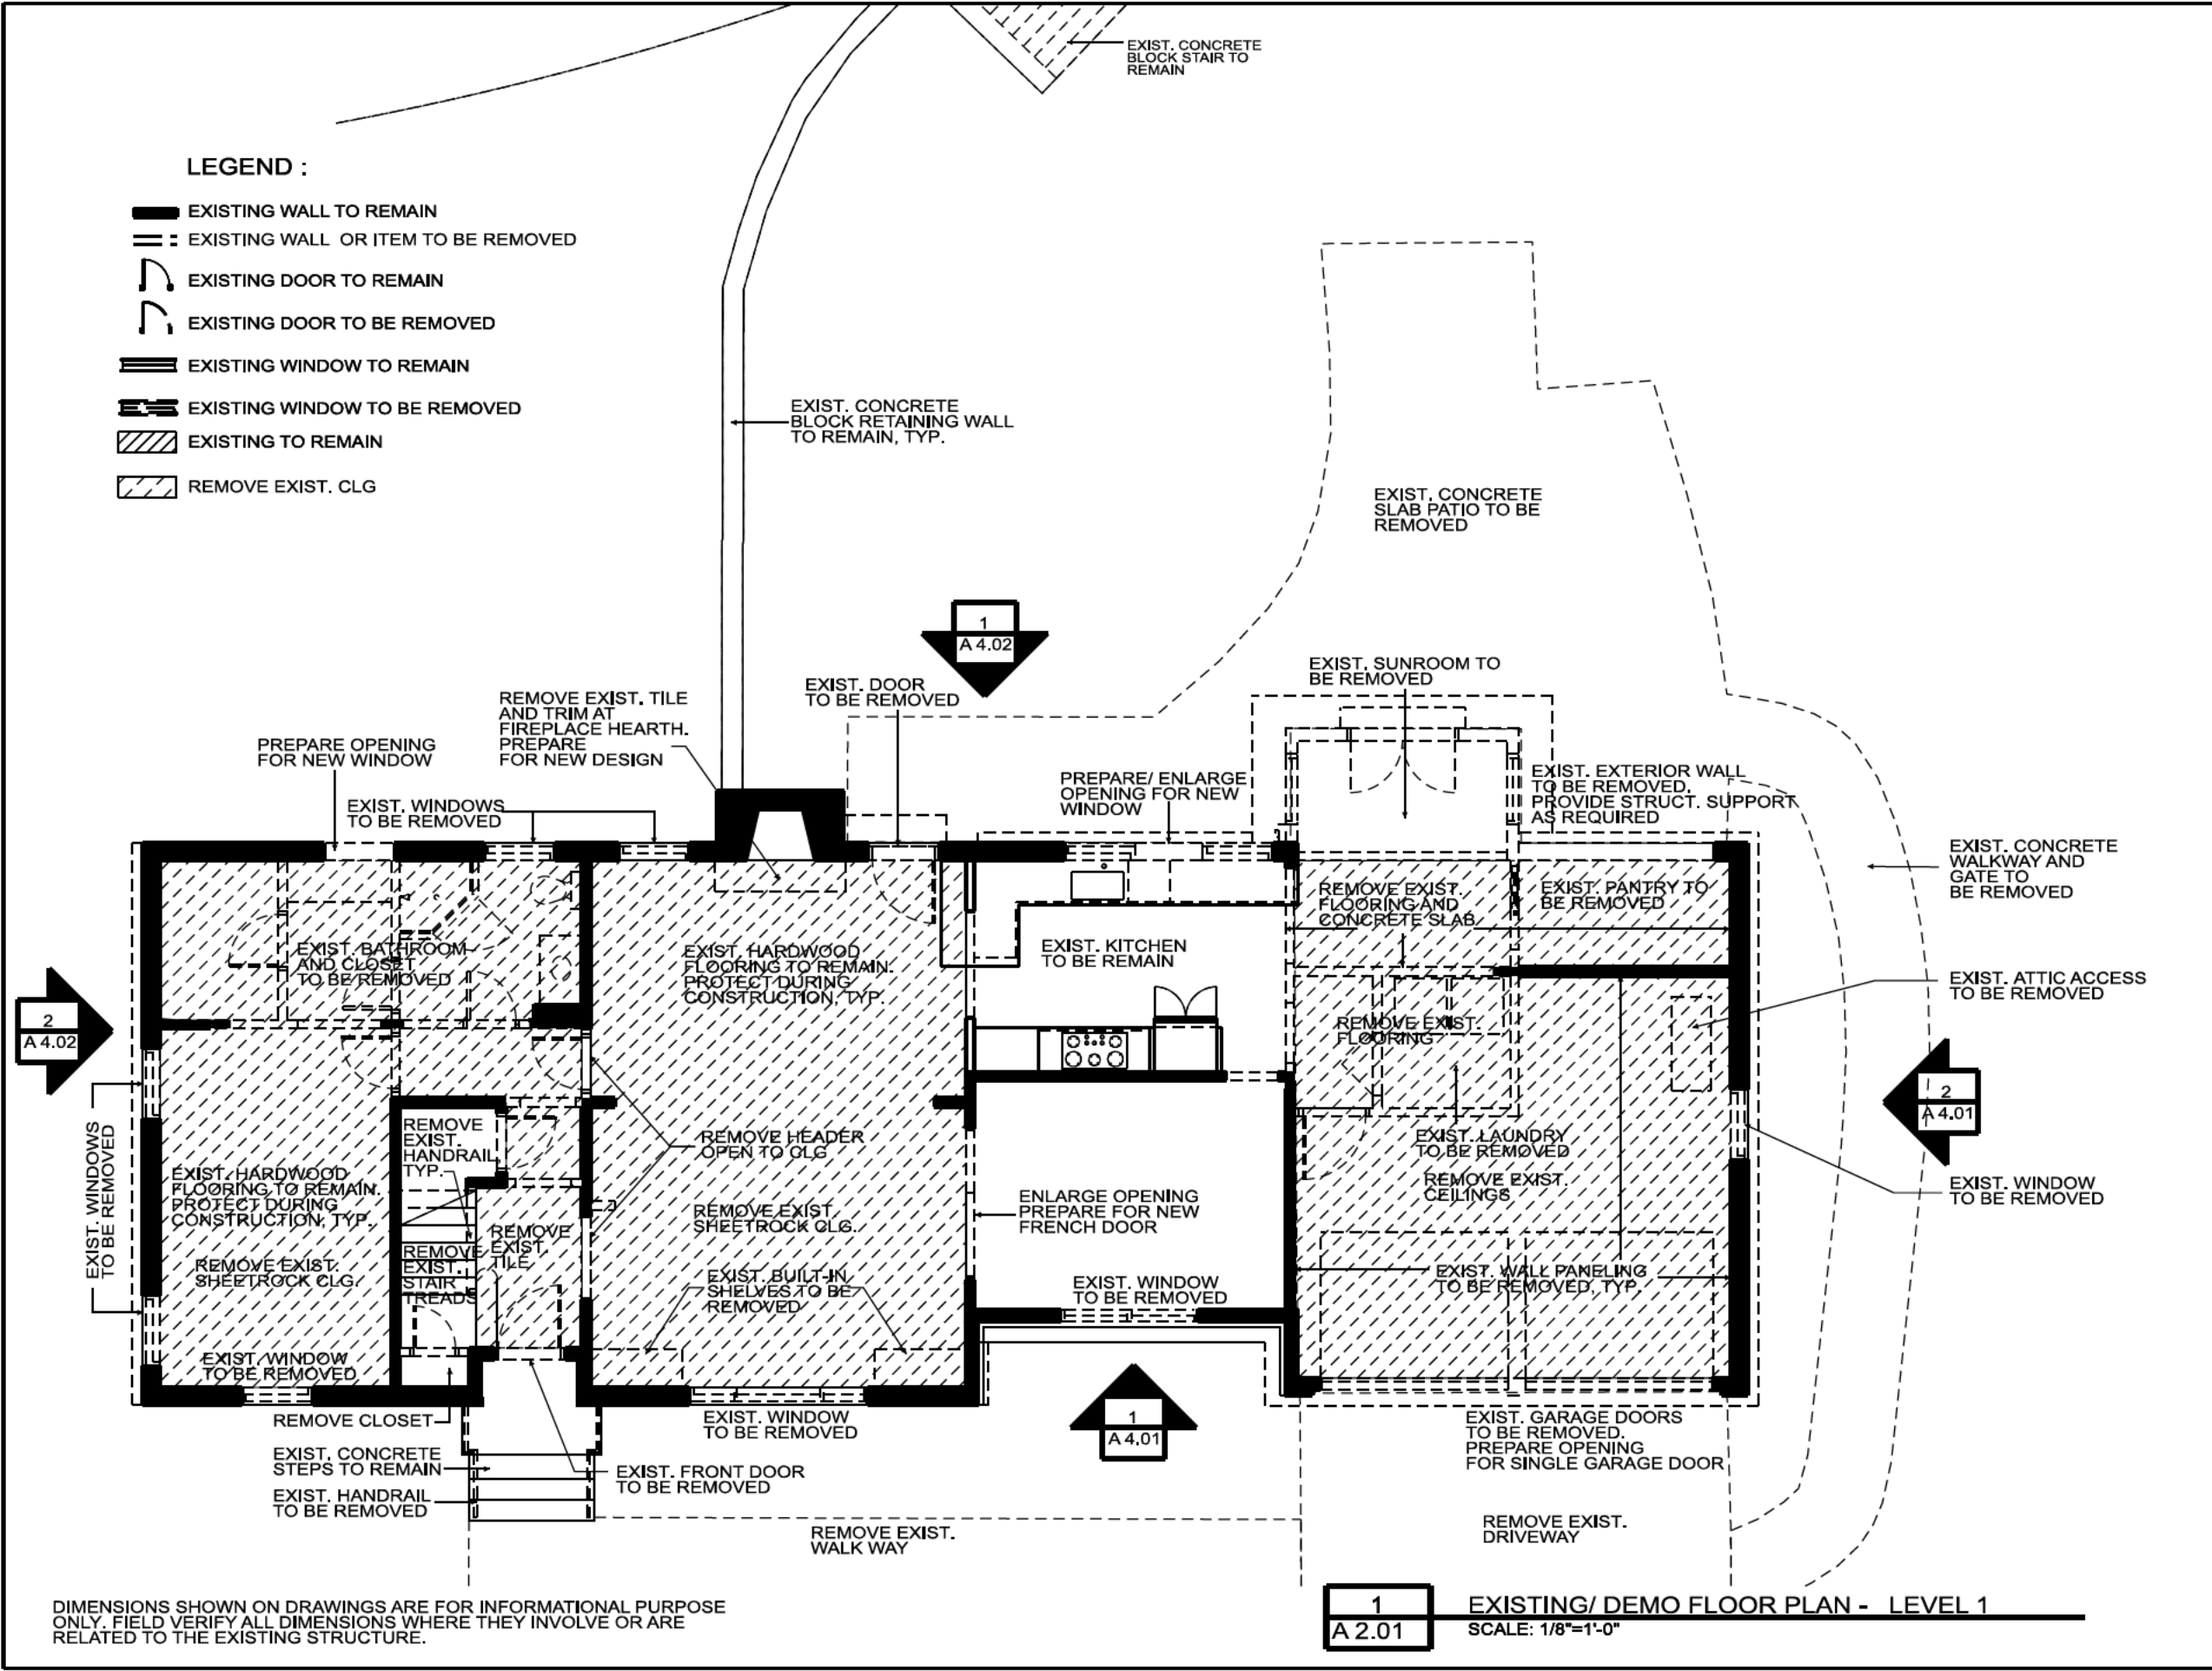 EXIST. CONCRETE
BLOCK STAIR TO
REMAIN
LEGEND :
EXISTING WALL TO REMAIN
EXISTING WALL OR ITEM TO BE REMOVED
EXISTING DOOR TO REMAIN
EXISTING DOOR TO BE REMOVED
EXISTING WINDOW TO REMAIN
EXISTING WINDOW TO BE REMOVED
EXISTING TO REMAIN
REMOVE EXIST. CLG
EXIST. CONCRETE
BLOCK RETAINING WALL
TO REMAIN, TYP.
EXIST. CONCRETE
SLAB PATIO TO BE
REMOVED
1
A 4.02
EXIST. SUNROOM TO
BE REMOVED
EXIST. DOOR
TO BE REMOVED
REMOVE EXIST. TILE
AND TRIM AT
FIREPLACE HEARTH.
PREPARE
FOR NEW DESIGN
PREPARE OPENING
FOR NEW WINDOW
EXIST. WINDOWS
TO BE REMOVED
PREPARE/ ENLARGE
OPENING FOR NEW
WINDOW
EXIST. EXTERIOR WALL
TO BE REMOVED.
PROVIDE STRUCT. SUPPORT
AS REQUIRED
EXIST. CONCRETE
WALKWAY AND
GATE TO
BE REMOVED
EXIST. BATHROOM
AND CLOSET
TO BE REMOVED
EXIST. HARDWOOD
FLOORING TO REMAIN.
PROTECT DURING
CONSTRUCTION, TYP.
EXIST. KITCHEN
TO BE REMAIN
REMOVE EXIST.
FLOORING AND
CONCRETE SLAB
EXIST. PANTRY TO
BE REMOVED
EXIST. ATTIC ACCESS
TO BE REMOVED
2
A 4.02
REMOVE EXIST.
FLOORING
2
A 4.01
EXIST. WINDOWS
TO BE REMOVED
REMOVE
EXIST.
HANDRAIL
TYP.
REMOVE HEADER
OPEN TO CLG
EXIST. LAUNDRY
TO BE REMOVED
REMOVE EXIST.
CEILINGS
EXIST. WINDOW
TO BE REMOVED
EXIST. HARDWOOD
FLOORING TO REMAIN.
PROTECT DURING
CONSTRUCTION, TYP.
ENLARGE OPENING
PREPARE FOR NEW
FRENCH DOOR
REMOVE EXIST.
SHEETROCK CLG.
REMOVE
EXIST.
TILE
REMOVE
EXIST.
STAIR
TREADS
REMOVE EXIST.
SHEETROCK CLG.
EXIST. BUILT-IN
SHELVES TO BE
REMOVED
EXIST. WINDOW
TO BE REMOVED
EXIST. WALL PANELING
TO BE REMOVED, TYP.
EXIST. WINDOW
TO BE REMOVED
REMOVE CLOSET
EXIST. WINDOW
TO BE REMOVED
1
A 4.01
EXIST. GARAGE DOORS
TO BE REMOVED.
PREPARE OPENING
FOR SINGLE GARAGE DOOR
EXIST. CONCRETE
STEPS TO REMAIN
EXIST. FRONT DOOR
TO BE REMOVED
EXIST. HANDRAIL
TO BE REMOVED
REMOVE EXIST.
WALK WAY
REMOVE EXIST.
DRIVEWAY
DIMENSIONS SHOWN ON DRAWINGS ARE FOR INFORMATIONAL PURPOSE
ONLY. FIELD VERIFY ALL DIMENSIONS WHERE THEY INVOLVE OR ARE
RELATED TO THE EXISTING STRUCTURE.
1
A 2.01
EXISTING/ DEMO FLOOR PLAN - LEVEL 1
SCALE: 1/8"=1'-0"